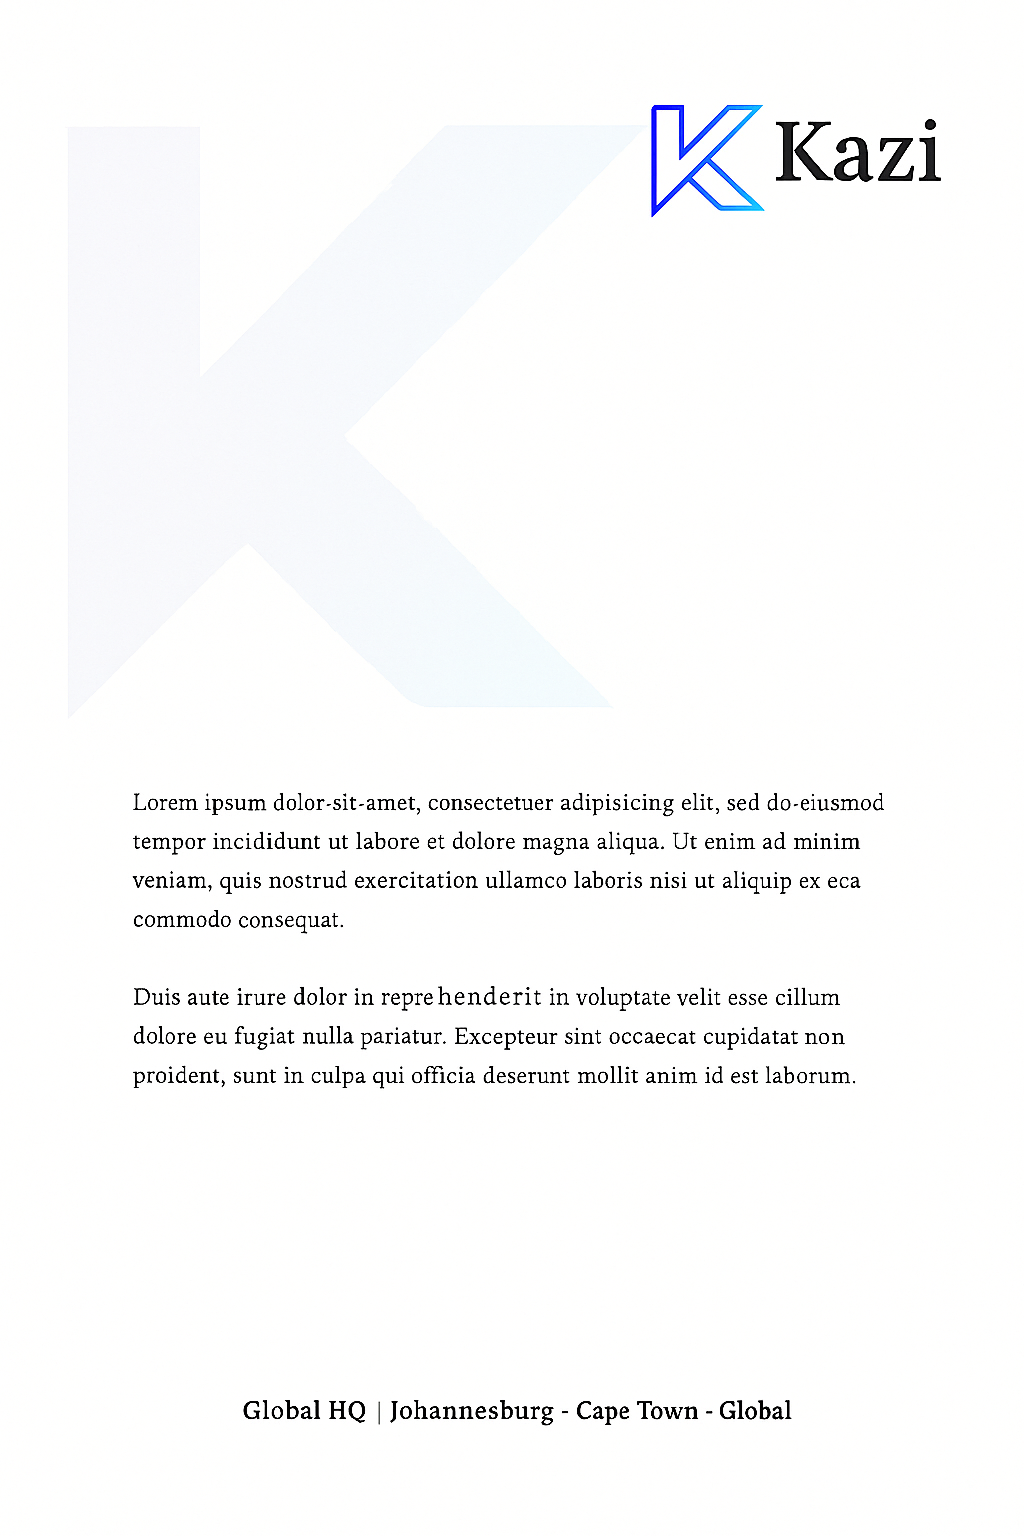 Kazi
Lorem ipsum dolor-sit-amet, consectetuer adipisicing elit, sed do-eiusmod
tempor incididunt ut labore et dolore magna aliqua. Ut enim ad minim
veniam, quis nostrud exercitation ullamco laboris nisi ut aliquip ex eca
commodo consequat.
Duis aute irure dolor in reprehenderit in voluptate velit esse cillum
dolore eu fugiat nulla pariatur. Excepteur sint occaecat cupidatat non
proident, sunt in culpa qui officia deserunt mollit anim id est laborum.
Global HQ | Johannesburg - Cape Town - Global